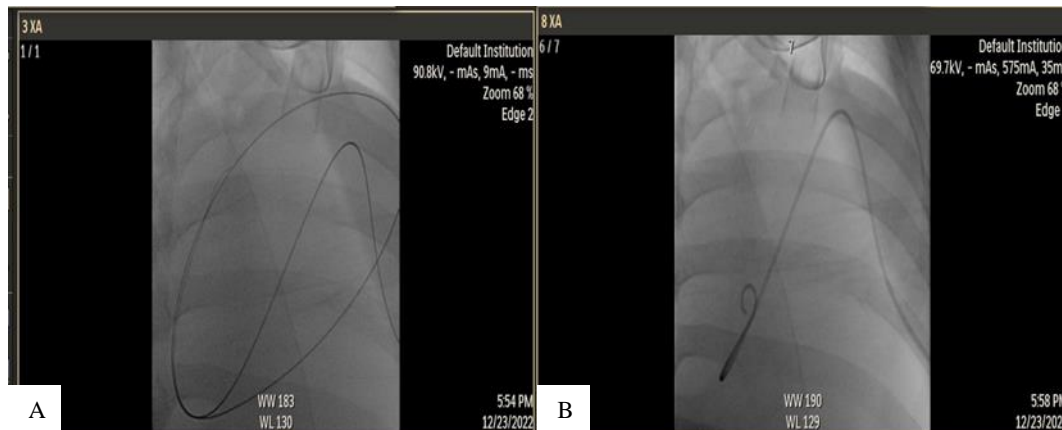 3 XA
1 / 1
Default Institution
90.8kV, - mAs, 9mA, - ms
Zoom 68 %
Edge 2
WW 183
WL 130
5:54 PM
12/23/2022
A
8 XA
6 / 7
Default Institutio
69.7kV, - mAs, 575mA, 35m
Zoom 68
Edge
WW 190
WL 129
5:58 PM
12/23/202
B